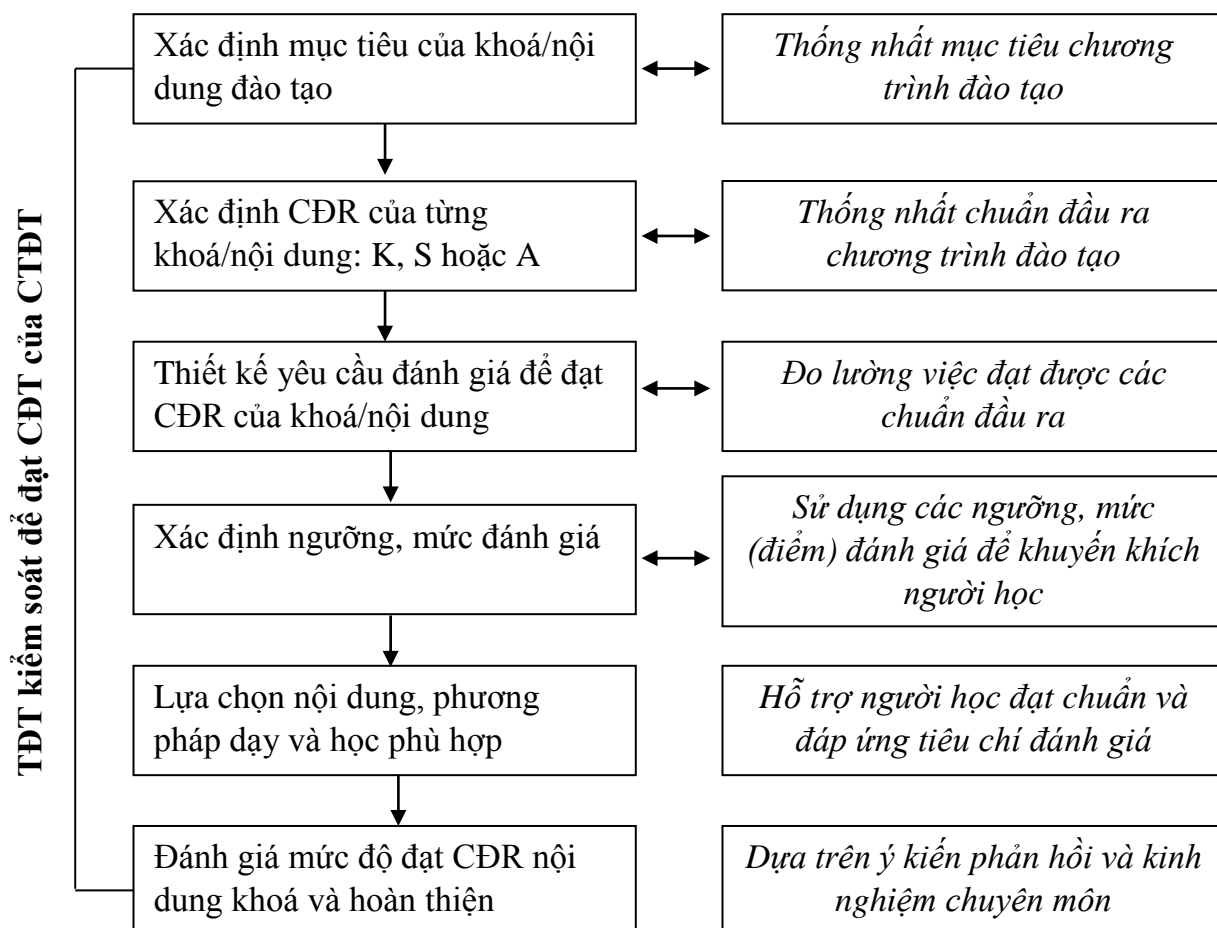 Xác định mục tiêu của khoá/nội
dung đào tạo
Thống nhất mục tiêu chương
trình đào tạo
Xác định CĐR của từng
khoá/nội dung: K, S hoặc A
Thống nhất chuẩn đầu ra
chương trình đào tạo
Thiết kế yêu cầu đánh giá để đạt
CĐR của khoá/nội dung
Đo lường việc đạt được các
chuẩn đầu ra
Xác định ngưỡng, mức đánh giá
Sử dụng các ngưỡng, mức
(điểm) đánh giá để khuyến khích
người học
Lựa chọn nội dung, phương
pháp dạy và học phù hợp
Hỗ trợ người học đạt chuẩn và
đáp ứng tiêu chí đánh giá
Đánh giá mức độ đạt CĐR nội
dung khoá và hoàn thiện
Dựa trên ý kiến phản hồi và kinh
nghiệm chuyên môn
TĐT kiểm soát để đạt CĐT của CTĐT